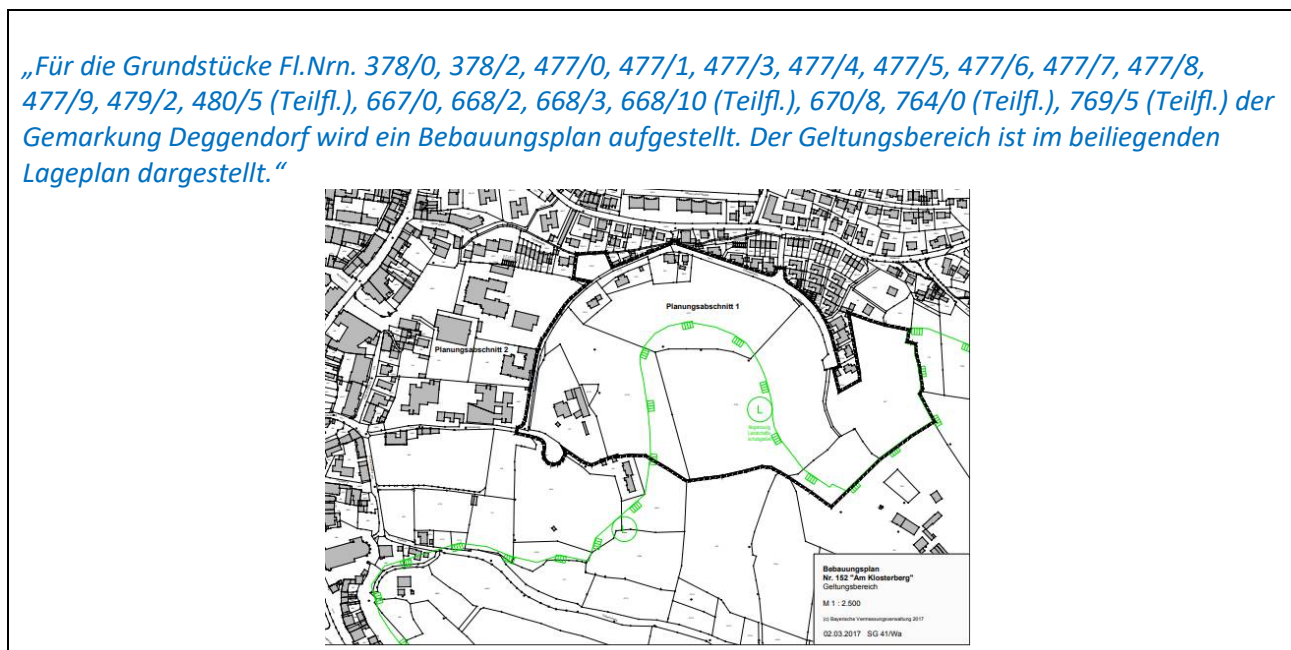 „Für die Grundstücke Fl.Nrn. 378/0, 378/2, 477/0, 477/1, 477/3, 477/4, 477/5, 477/6, 477/7, 477/8,
477/9, 479/2, 480/5 (Teilfl.), 667/0, 668/2, 668/3, 668/10 (Teilfl.), 670/8, 764/0 (Teilfl.), 769/5 (Teilfl.) der
Gemarkung Deggendorf wird ein Bebauungsplan aufgestellt. Der Geltungsbereich ist im beiliegenden
Lageplan dargestellt.“
Planungsabschnitt 1
Planungsabschnitt 2
L
Bebauungsplan
Nr. 152 "Am Klosterberg"
Geltungsbereich
M 1 : 2.500
(c) Bayerische Vermessungsverwaltung 2017
02.03.2017 SG 41/Wa